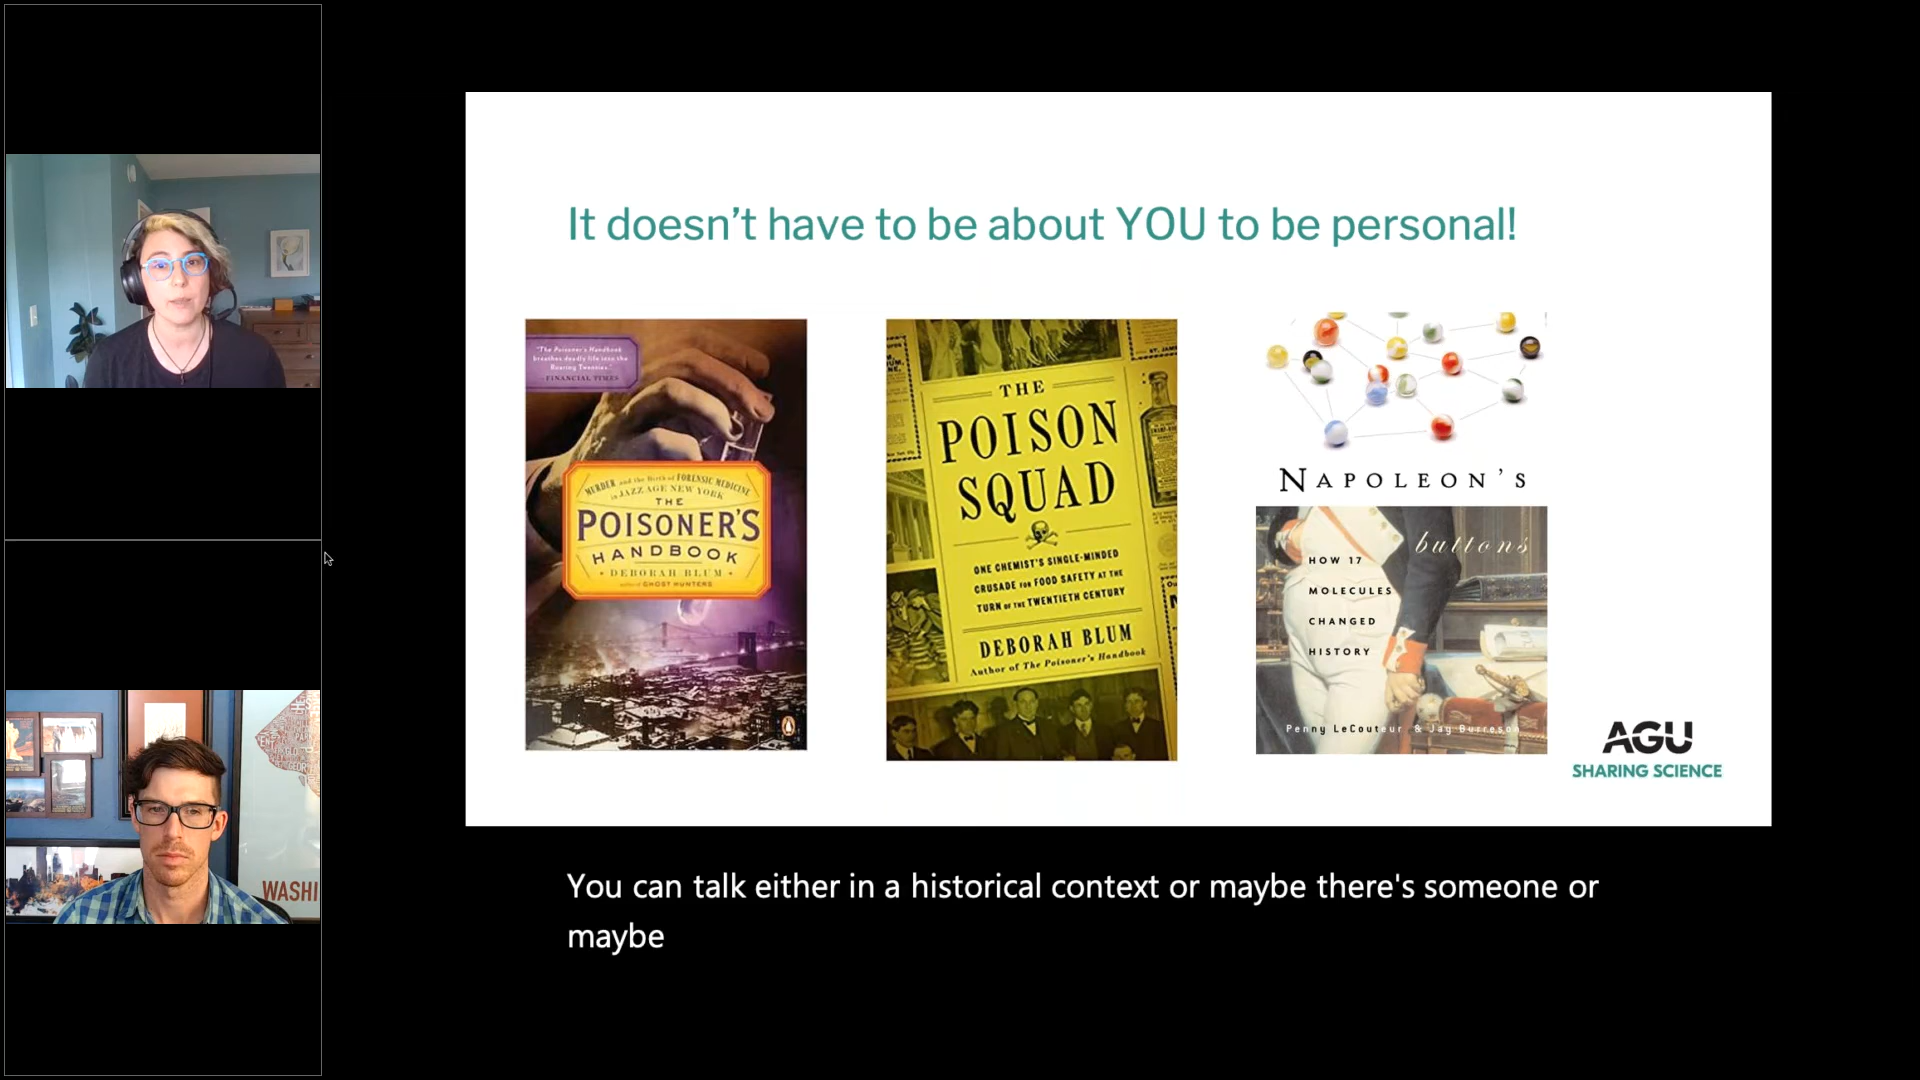 It doesn't have to be about YOU to be personal!
"The Poisoner's Handbook
breathes deadly life into the
Roaring Twenties."
-FINANCIAL TIMES
MURDER and the Birth of FORENSIC MEDICINE
in JAZZ AGE NEW YORK
THE
POISONER'S
HANDBOOK
• DEBORAH BLUM •
author of GHOST HUNTERS
THE
POISON
SQUAD
ONE CHEMIST'S SINGLE-MINDED
CRUSADE FOR FOOD SAFETY AT THE
TURN OF THE TWENTIETH CENTURY
DEBORAH BLUM
Author of The Poisoner's Handbook
NAPOLEON'S
buttons
HOW 17
MOLECULES
CHANGED
HISTORY
Penny LeCouteur & Jay Burreson
AGU
SHARING SCIENCE
WASHI
You can talk either in a historical context or maybe there's someone or
maybe